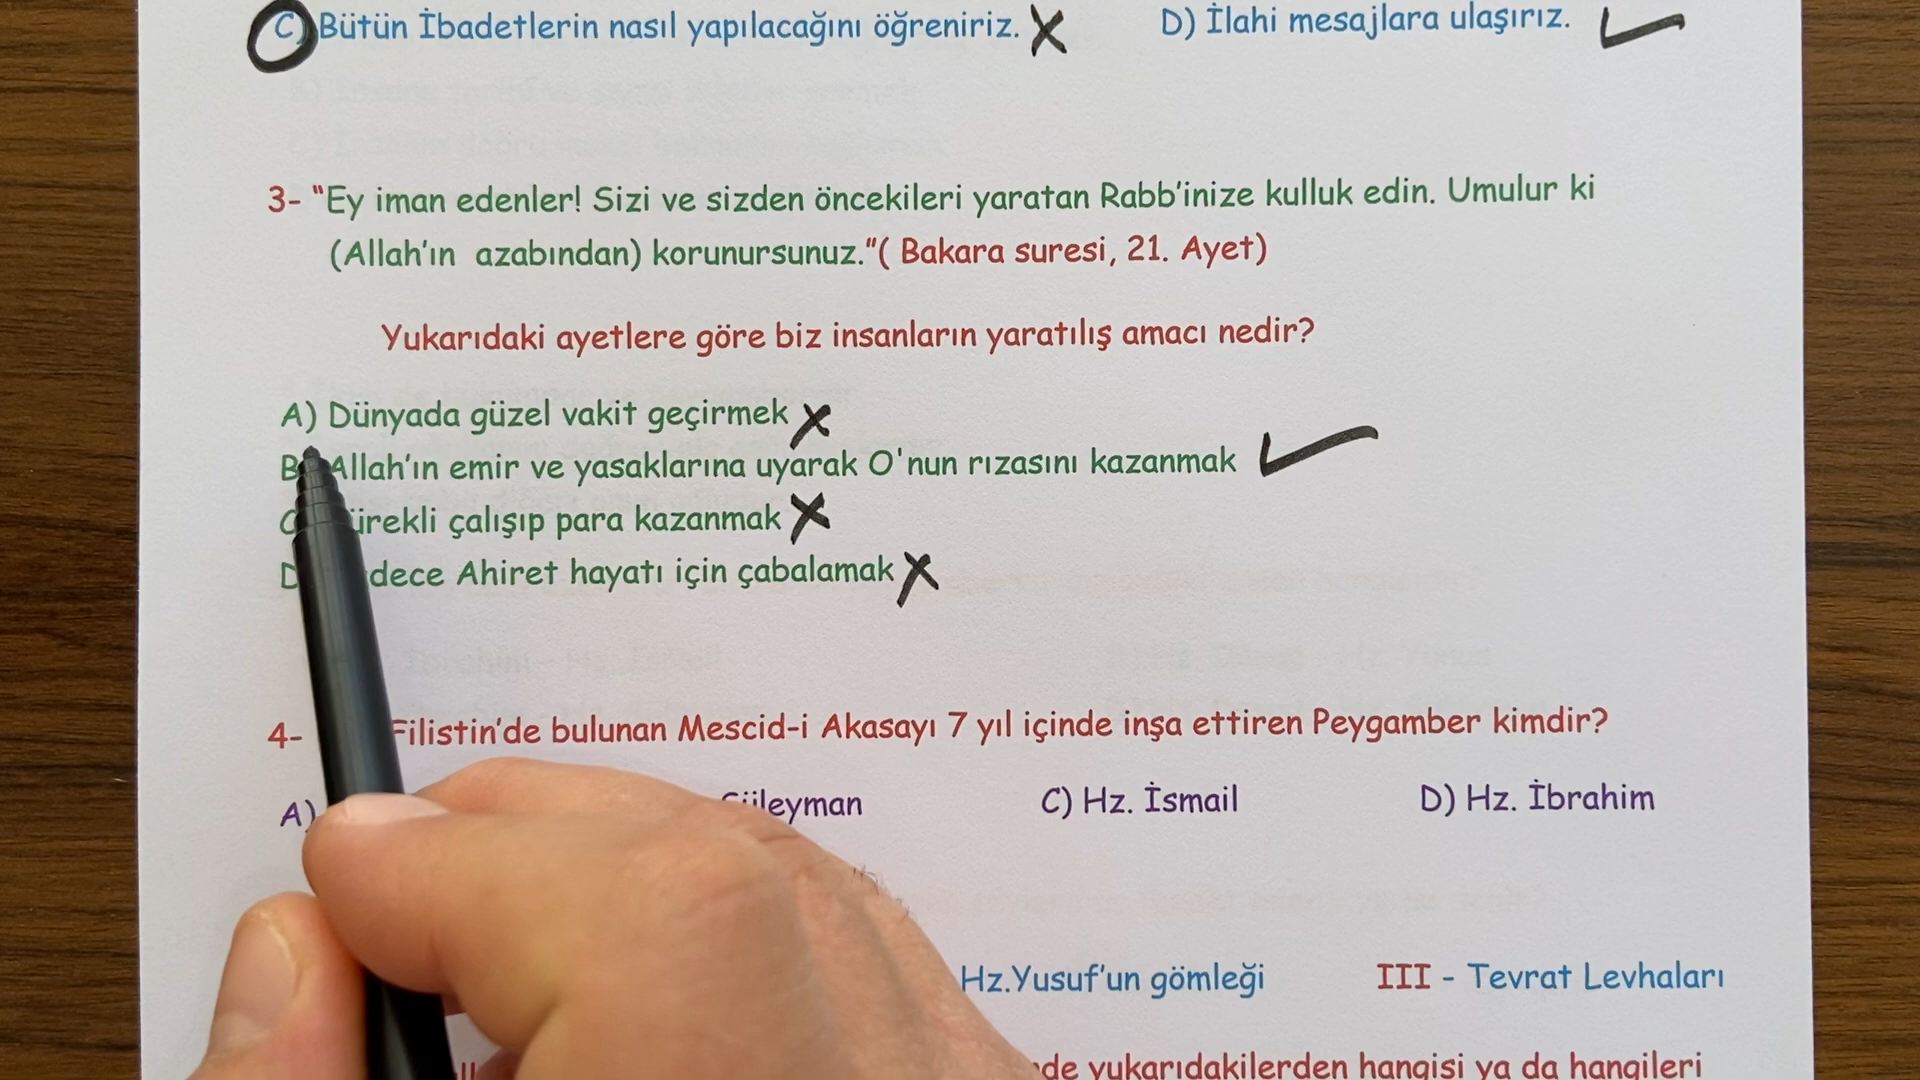 C) Bütün İbadetlerin nasıl yapılacağını öğreniriz. D) İlahi mesajlara ulaşırız.
3- "Ey iman edenler! Sizi ve sizden öncekileri yaratan Rabb'inize kulluk edin. Umulur ki
(Allah'ın azabından) korunursunuz."( Bakara suresi, 21. Ayet)
Yukarıdaki ayetlere göre biz insanların yaratılış amacı nedir?
A) Dünyada güzel vakit geçirmek
B Allah'ın emir ve yasaklarına uyarak O'nun rızasını kazanmak
çalışıp para kazanmak
Ahiret hayatı için çabalamak
4- Filistin'de bulunan Mescid-i Akasayı 7 yıl içinde inşa ettiren Peygamber kimdir?
A) Süleyman C) Hz. İsmail D) Hz. İbrahim
Hz.Yusuf'un gömleği III - Tevrat Levhaları
yukarıdakilerden hangisi ya da hangileri